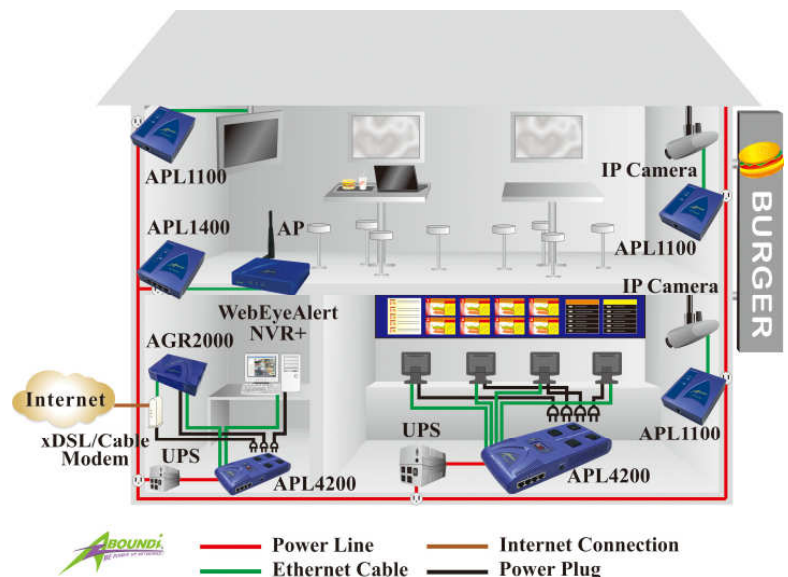 APL1100
APL1400
AP
IP Camera
APL1100
BURGER
IP Camera
APL1100
WebEyeAlert
NVR+
AGR2000
Internet
xDSL/Cable
Modem
UPS
APL4200
UPS
APL4200
ABOUNDi
Power Line
Ethernet Cable
Internet Connection
Power Plug